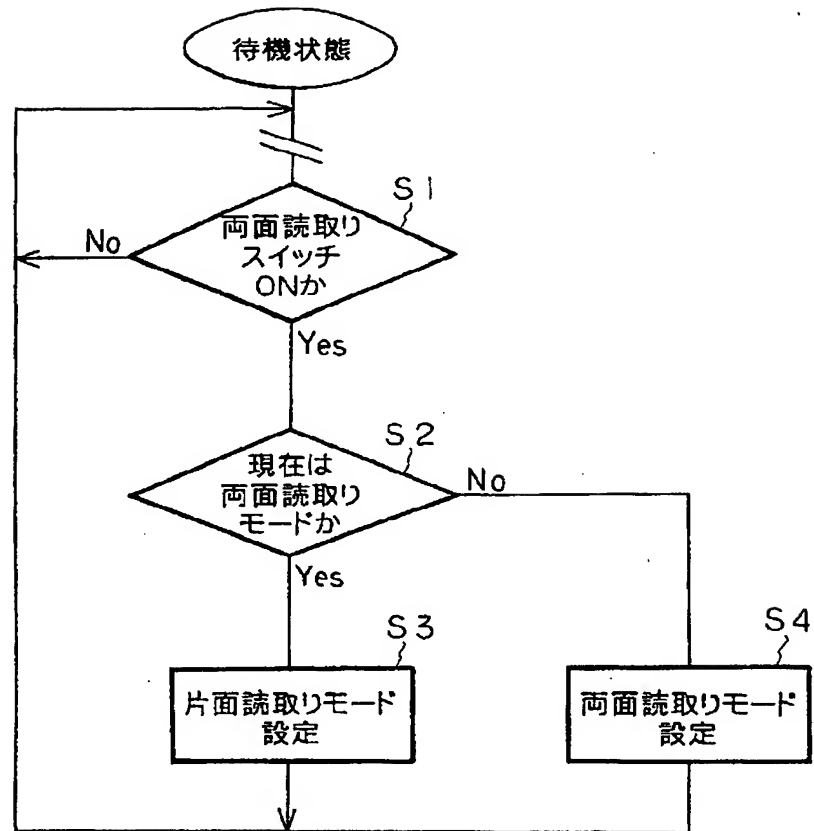 待機状態
S1
両面読取り
スイッチ
ONか
No
Yes
S2
現在は
両面読取り
モードか
No
Yes
S3
片面読取りモード
設定
S4
両面読取りモード
設定